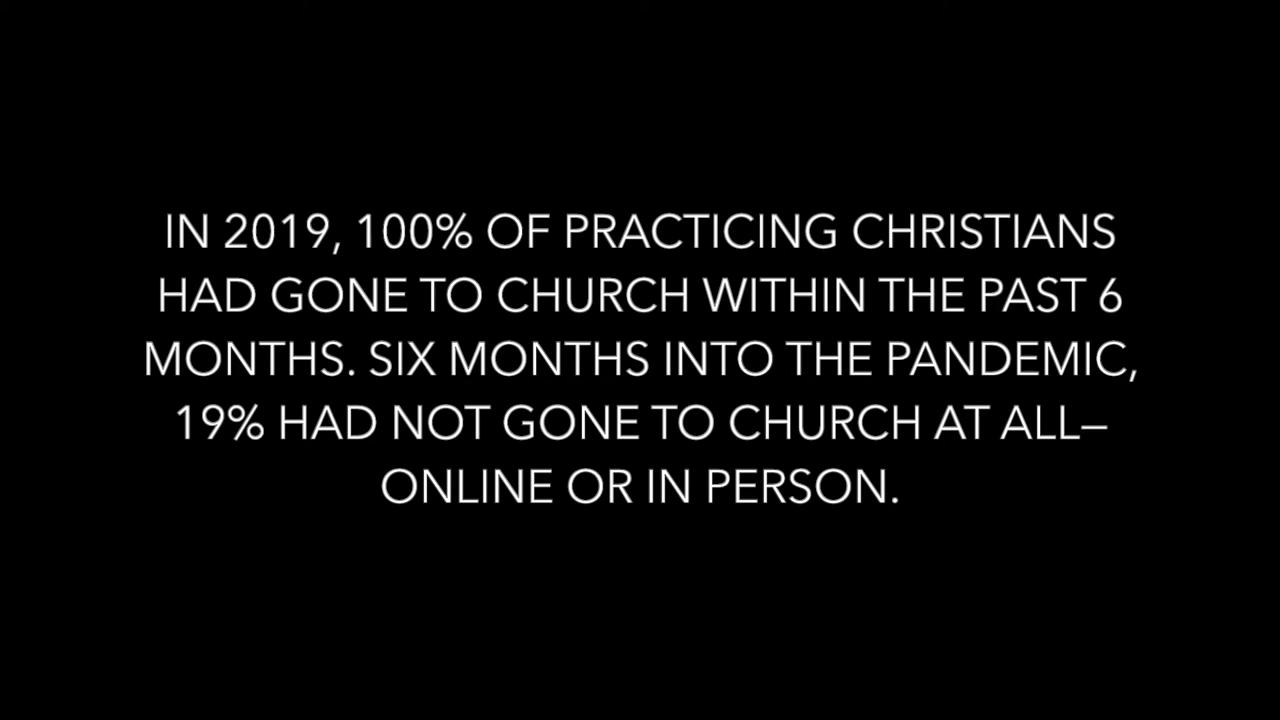 IN 2019, 100% OF PRACTICING CHRISTIANS
HAD GONE TO CHURCH WITHIN THE PAST 6
MONTHS. SIX MONTHS INTO THE PANDEMIC,
19% HAD NOT GONE TO CHURCH AT ALL—
ONLINE OR IN PERSON.